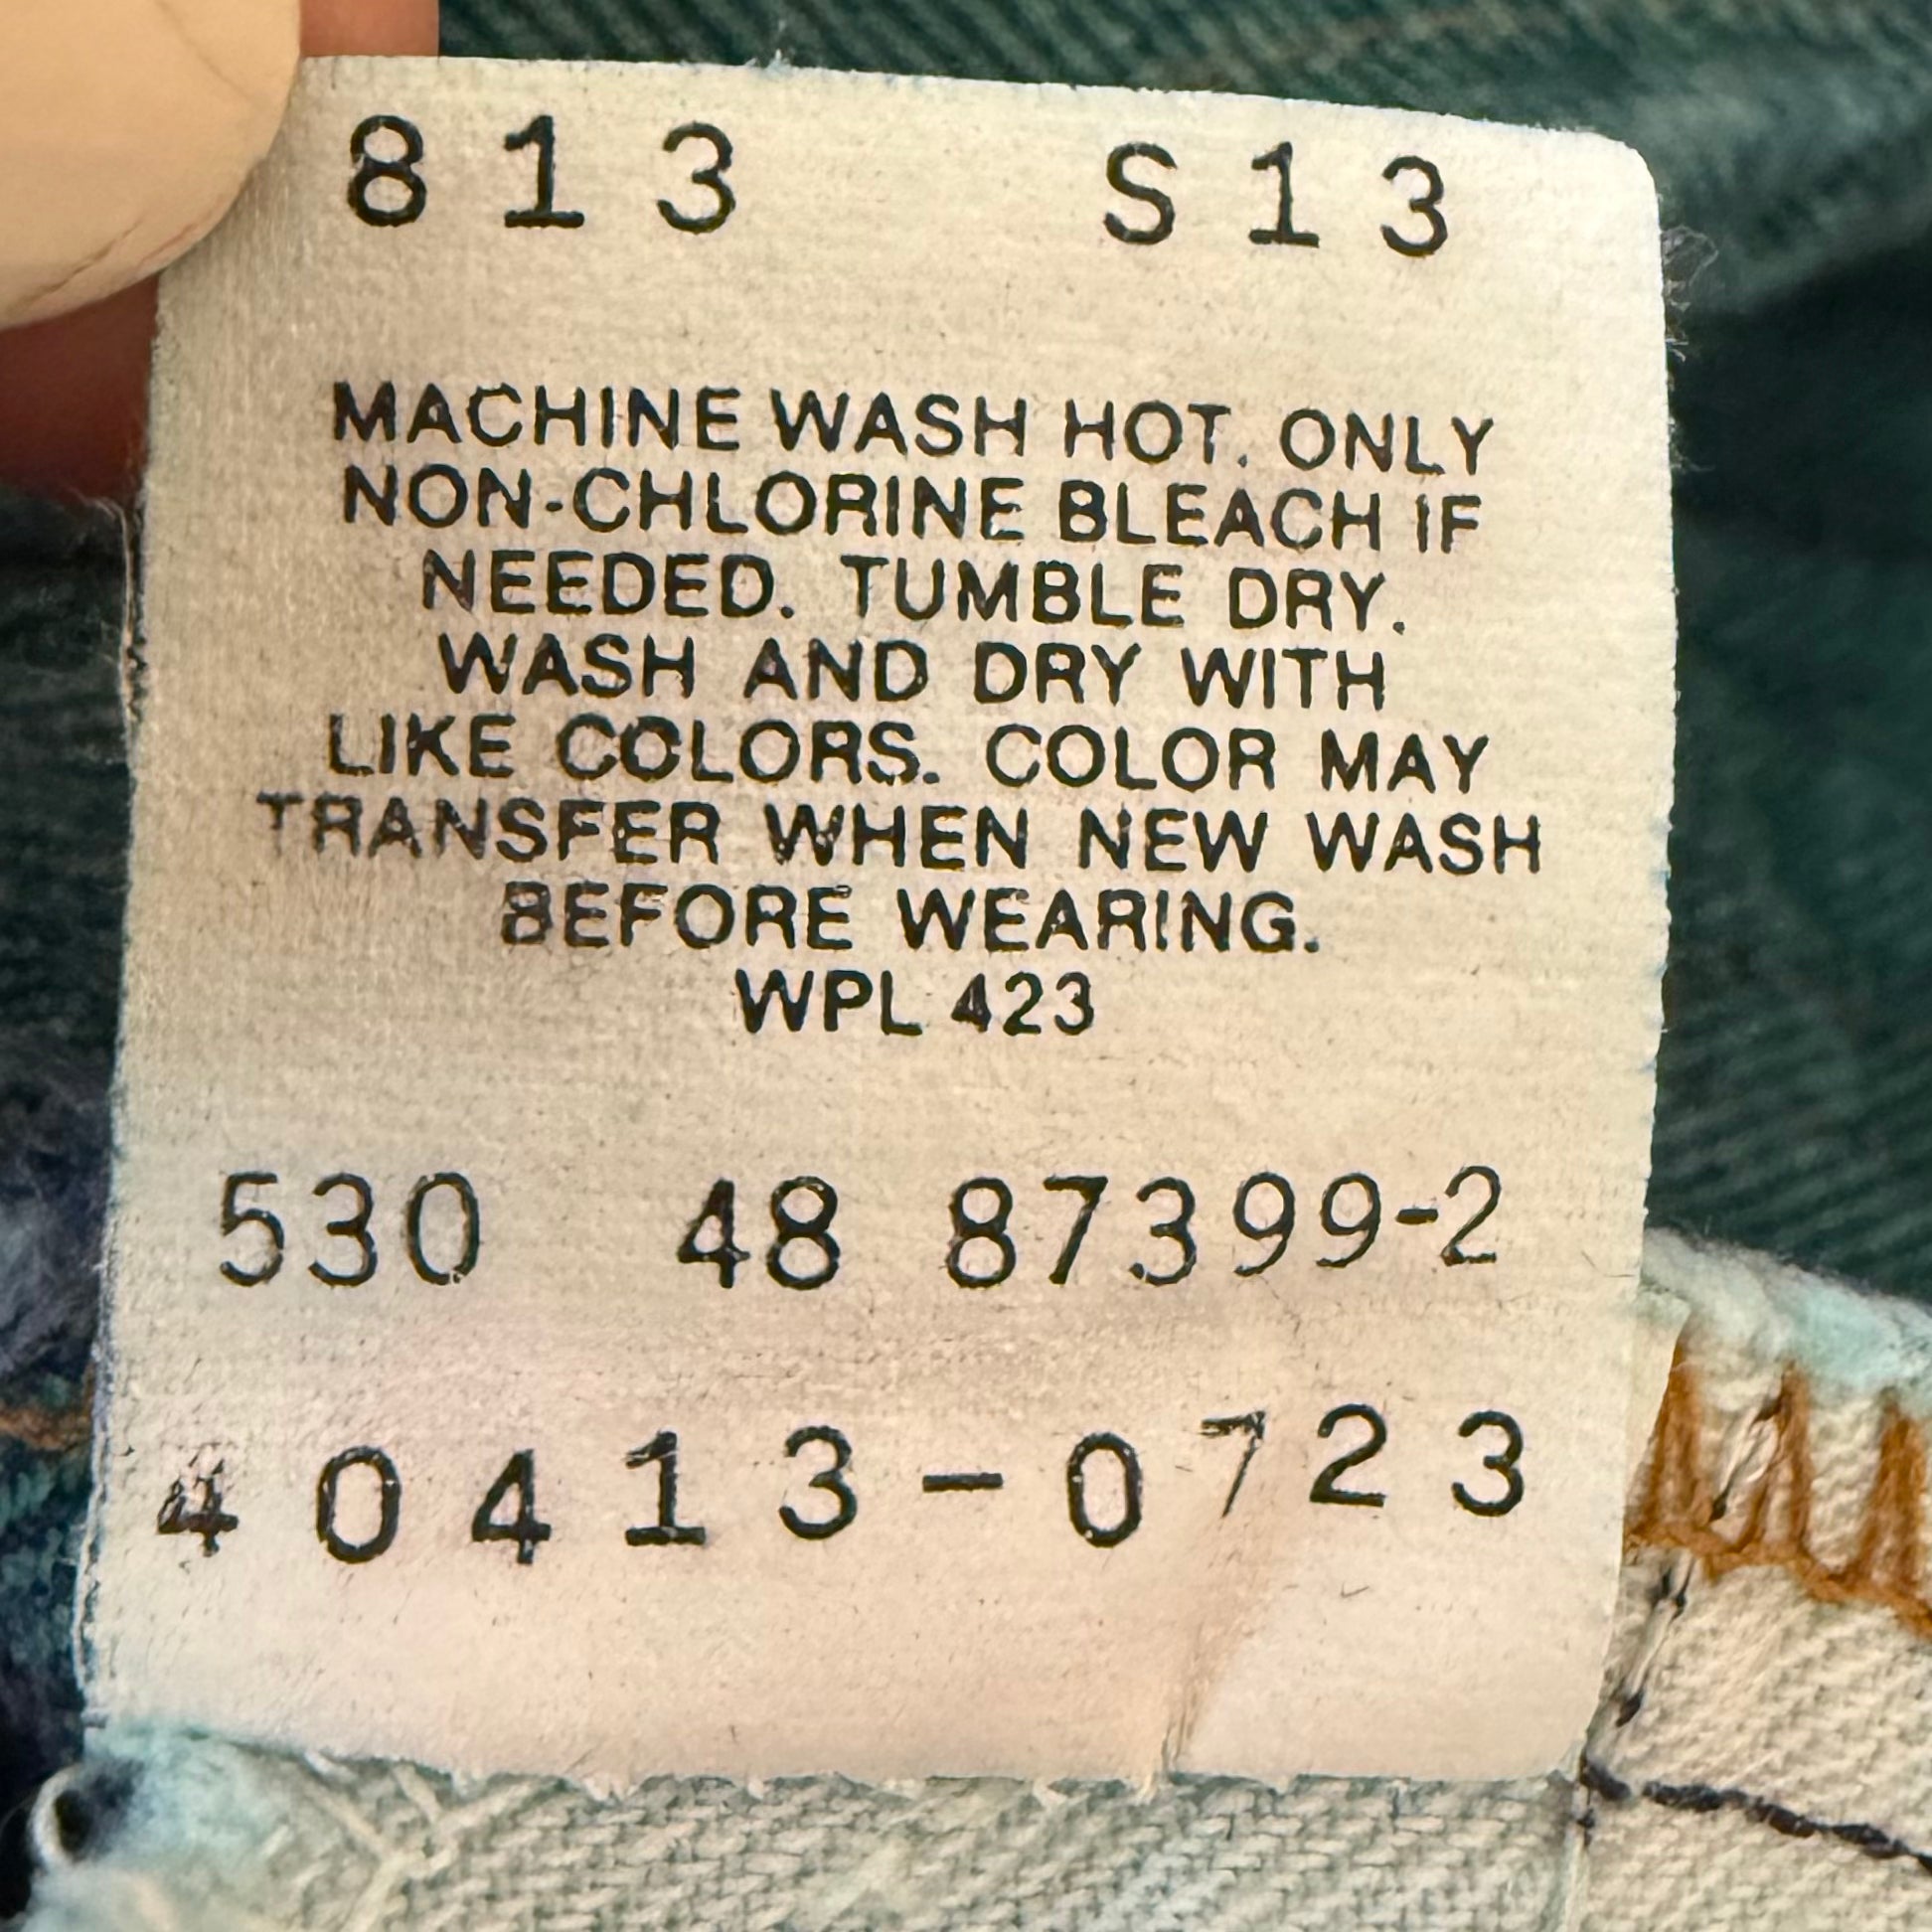 813 S13
MACHINE WASH HOT. ONLY
NON-CHLORINE BLEACH IF
NEEDED. TUMBLE DRY.
WASH AND DRY WITH
LIKE COLORS. COLOR MAY
TRANSFER WHEN NEW WASH
BEFORE WEARING.
WPL 423
530 48 87399-2
40413-0723